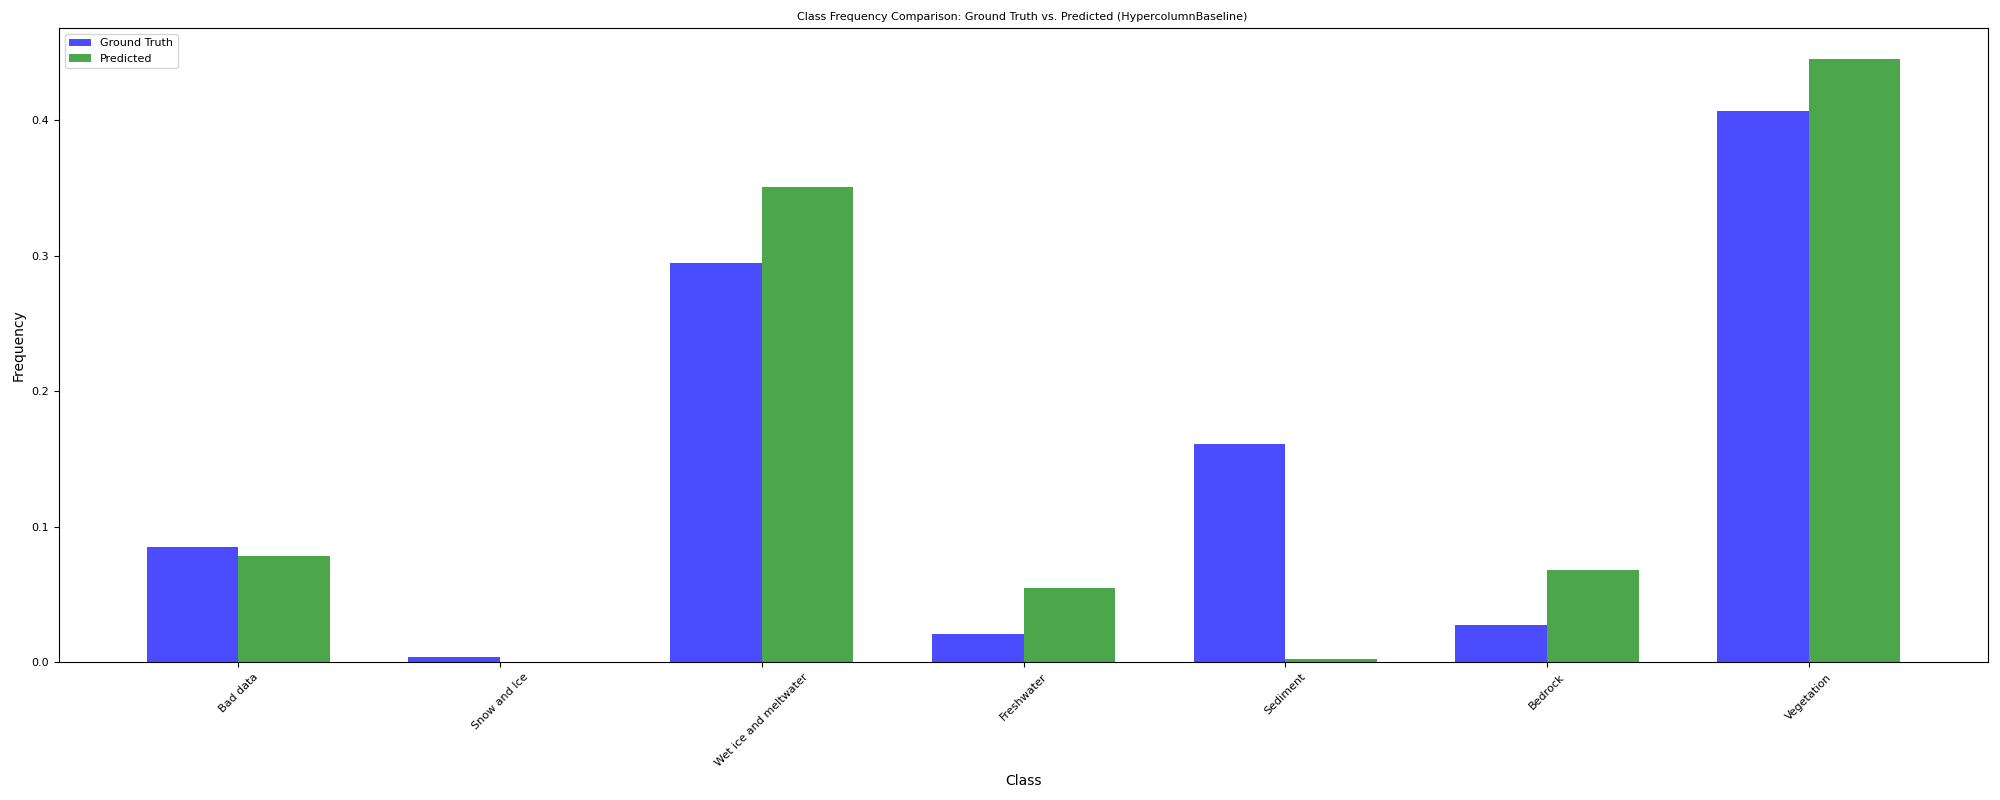 Class Frequency Comparison: Ground Truth vs. Predicted (HypercolumnBaseline)
Ground Truth
Predicted
Frequency
0.4
0.3
0.2
0.1
0.0
Bad data
Snow and Ice
Wet ice and meltwater
Freshwater
Sediment
Bedrock
Vegetation
Class